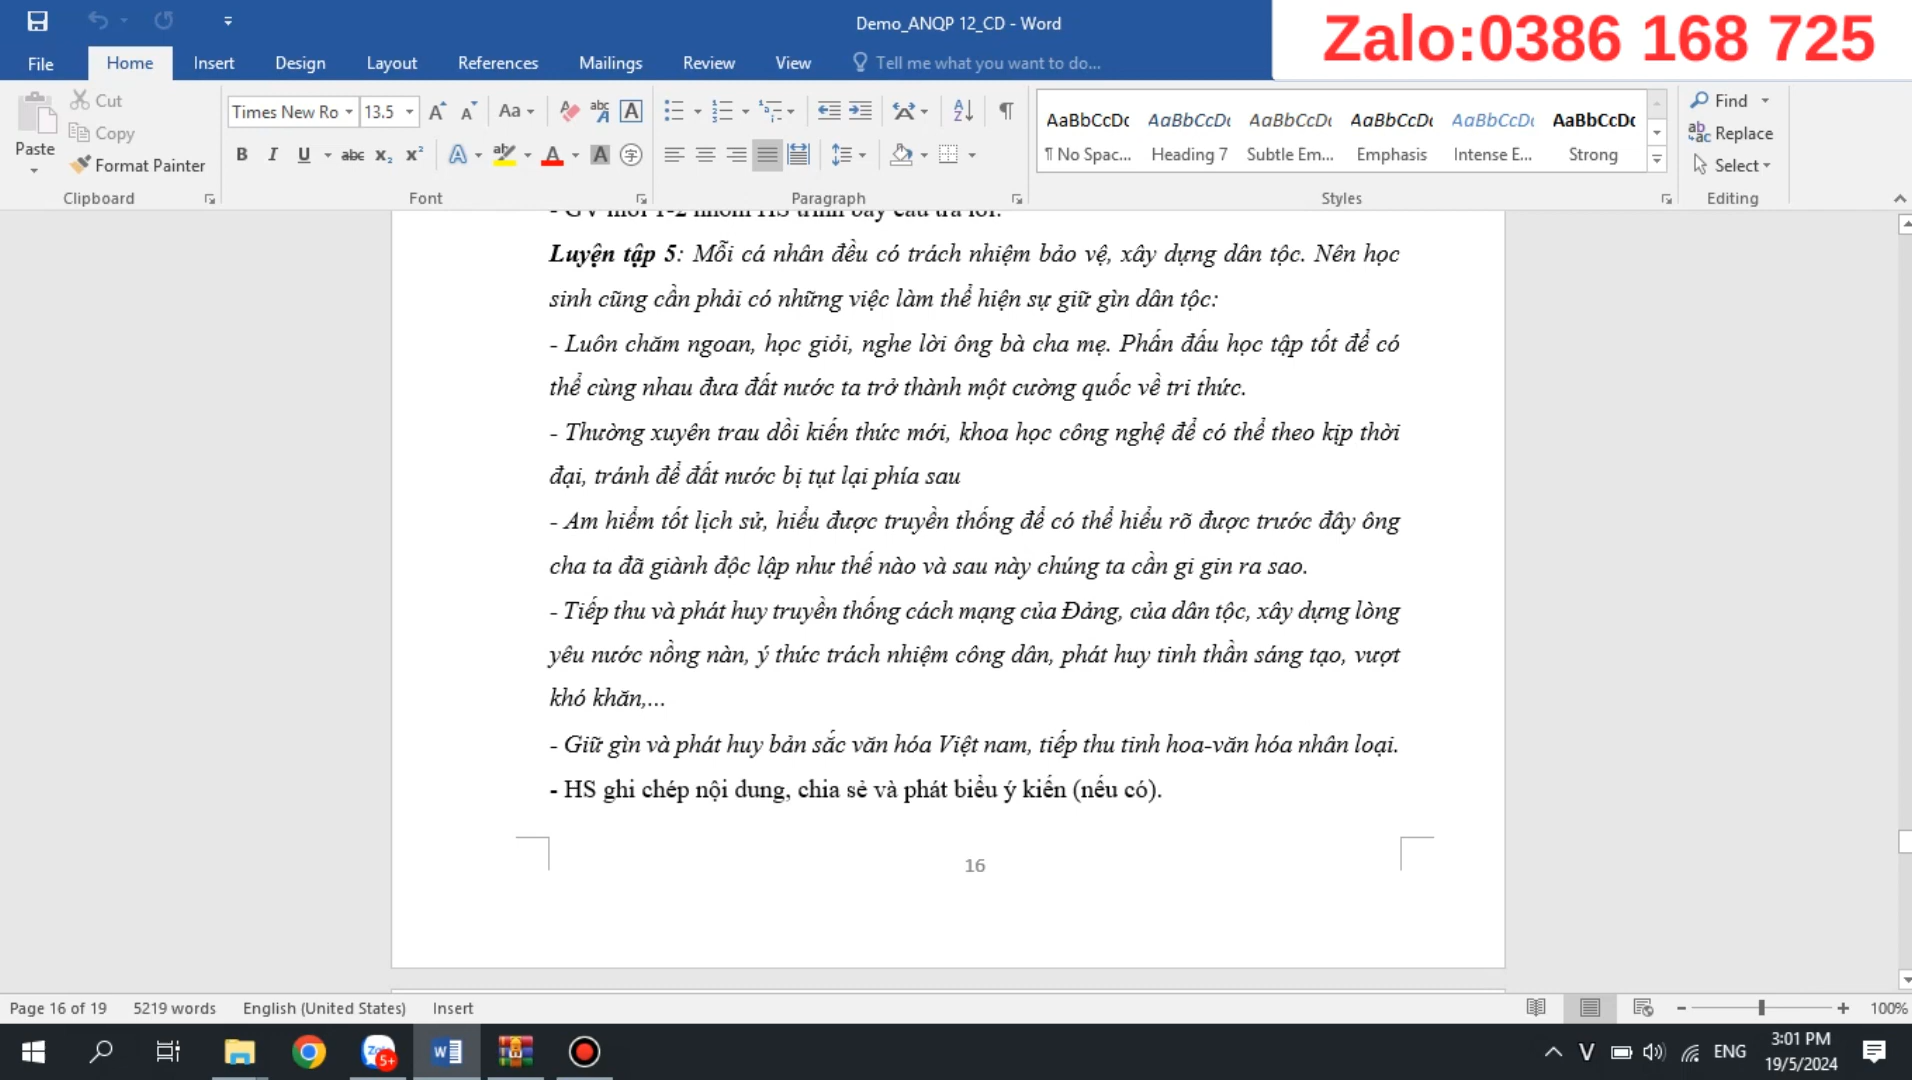 Demo_ANQP 12_CD - Word
Zalo:0386 168 725
File Home Insert Design Layout References Mailings Review View Tell me what you want to do...
Paste
Cut
Copy
Format Painter
Clipboard
Times New Ro 13.5
Font
Paragraph
AaBbCcDc AaBbCcDc AaBbCcDc AaBbCcDc AaBbCcDc AaBbCcDc
¶ No Spac... Heading 7 Subtle Em... Emphasis Intense E... Strong
Styles
Find
Replace
Select
Editing
- GV mời 1-2 nhóm HS trình bày câu trả lời.
Luyện tập 5: Mỗi cá nhân đều có trách nhiệm bảo vệ, xây dựng dân tộc. Nên học
sinh cũng cần phải có những việc làm thể hiện sự giữ gìn dân tộc:
- Luôn chăm ngoan, học giỏi, nghe lời ông bà cha mẹ. Phấn đấu học tập tốt để có
thể cùng nhau đưa đất nước ta trở thành một cường quốc về tri thức.
- Thường xuyên trau dồi kiến thức mới, khoa học công nghệ để có thể theo kịp thời
đại, tránh để đất nước bị tụt lại phía sau
- Am hiểm tốt lịch sử, hiểu được truyền thống để có thể hiểu rõ được trước đây ông
cha ta đã giành độc lập như thế nào và sau này chúng ta cần gi gin ra sao.
- Tiếp thu và phát huy truyền thống cách mạng của Đảng, của dân tộc, xây dựng lòng
yêu nước nồng nàn, ý thức trách nhiệm công dân, phát huy tinh thần sáng tạo, vượt
khó khăn,...
- Giữ gìn và phát huy bản sắc văn hóa Việt nam, tiếp thu tinh hoa-văn hóa nhân loại.
- HS ghi chép nội dung, chia sẻ và phát biểu ý kiến (nếu có).
16
Page 16 of 19 5219 words English (United States) Insert
100%
ENG
3:01 PM
19/5/2024